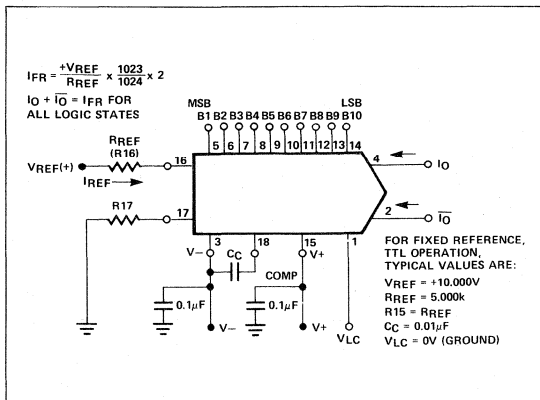 IFR = +VREF / RREF x 1023 / 1024 x 2
IO + \overline{IO} = IFR FOR
ALL LOGIC STATES
MSB LSB
B1 B2 B3 B4 B5 B6 B7 B8 B9 B10
5 6 7 8 9 10 11 12 13 14
RREF
(R16)
VREF(+)
16
IREF
4
IO
R17
17
2
\overline{IO}
3 18 15 1
V− CC V+
COMP
0.1μF 0.1μF
V− V+
VLC
FOR FIXED REFERENCE,
TTL OPERATION,
TYPICAL VALUES ARE:
VREF = +10.000V
RREF = 5.000k
R15 = RREF
CC = 0.01μF
VLC = 0V (GROUND)